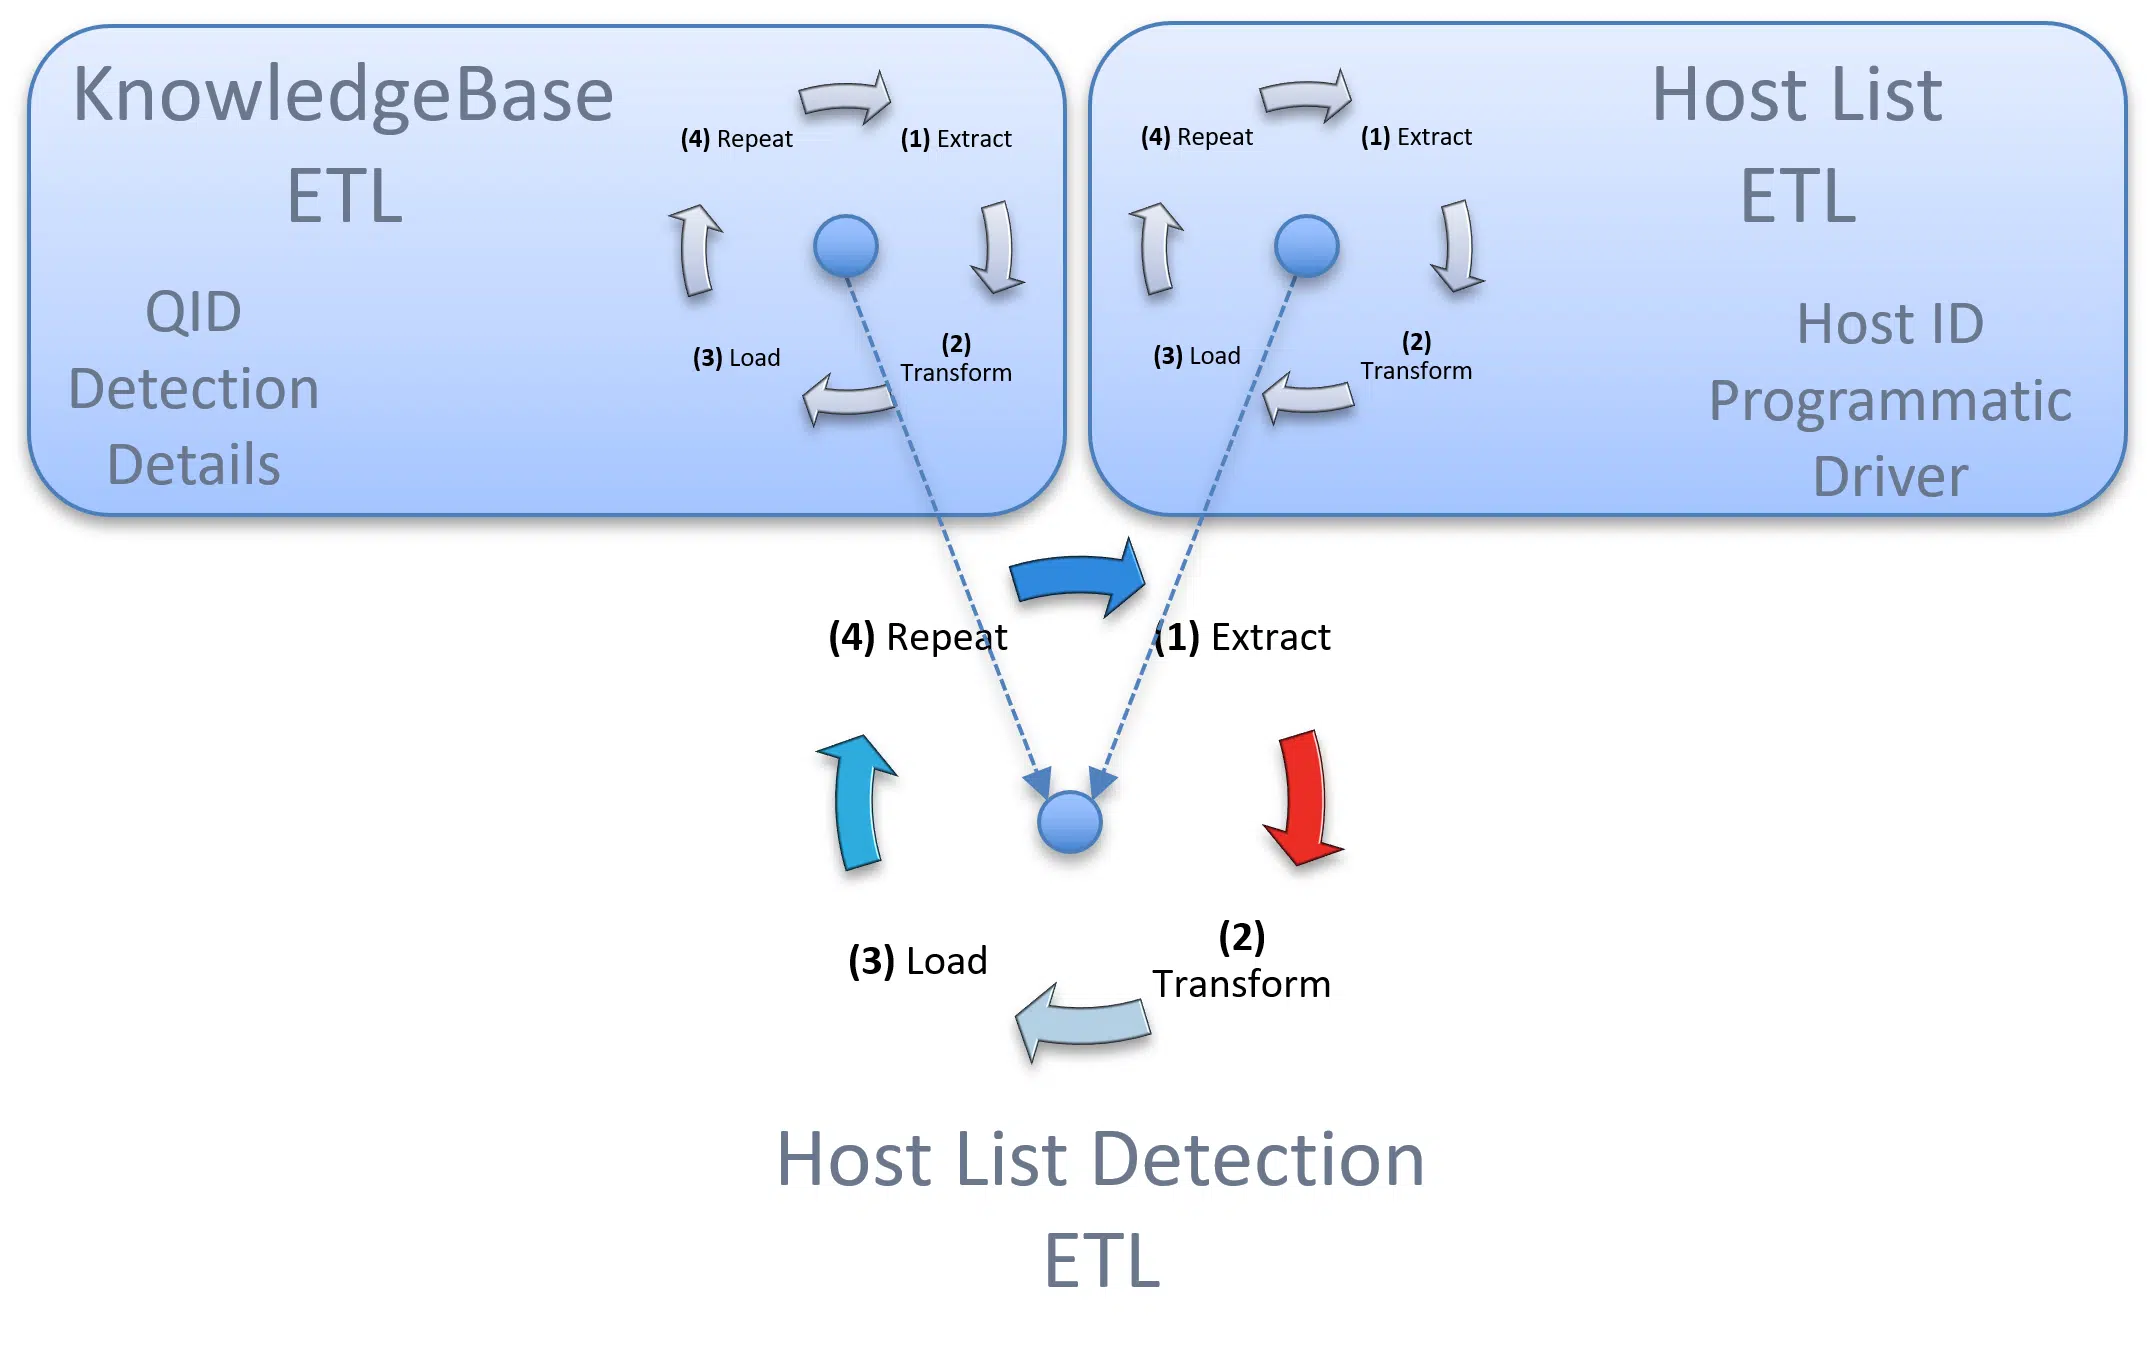 KnowledgeBase
ETL
QID
Detection
Details
(4) Repeat
(1) Extract
(3) Load
(2)
Transform
Host List
ETL
Host ID
Programmatic
Driver
(4) Repeat
(1) Extract
(3) Load
(2)
Transform
(4) Repeat
(1) Extract
(3) Load
(2)
Transform
Host List Detection
ETL